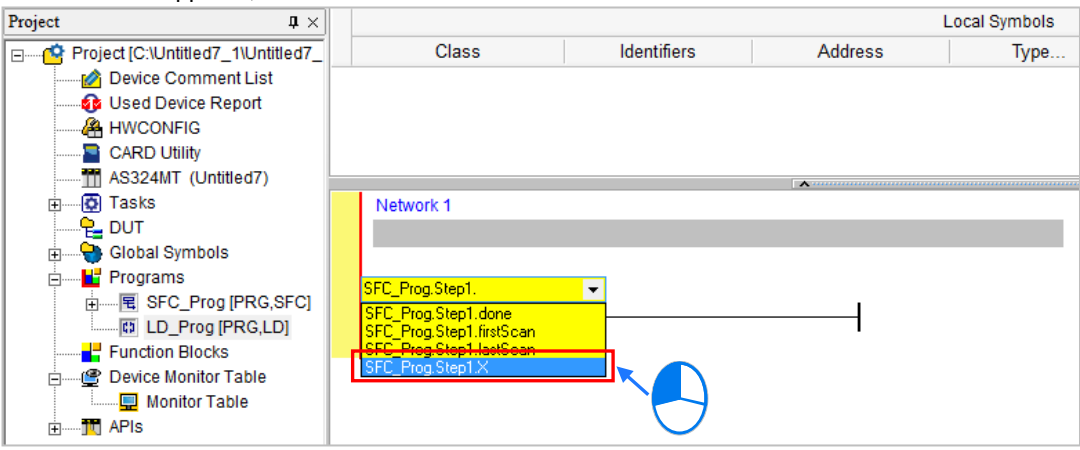 Project
Project [C:\Untitled7_1\Untitled7_
Device Comment List
Used Device Report
HWCONFIG
CARD Utility
AS324MT (Untitled7)
Tasks
DUT
Global Symbols
Programs
SFC_Prog [PRG,SFC]
LD_Prog [PRG,LD]
Function Blocks
Device Monitor Table
Monitor Table
APIs
Local Symbols
Class Identifiers Address Type...
Network 1
SFC_Prog.Step1.
SFC_Prog.Step1.done
SFC_Prog.Step1.firstScan
SFC_Prog.Step1.lastScan
SFC_Prog.Step1.X